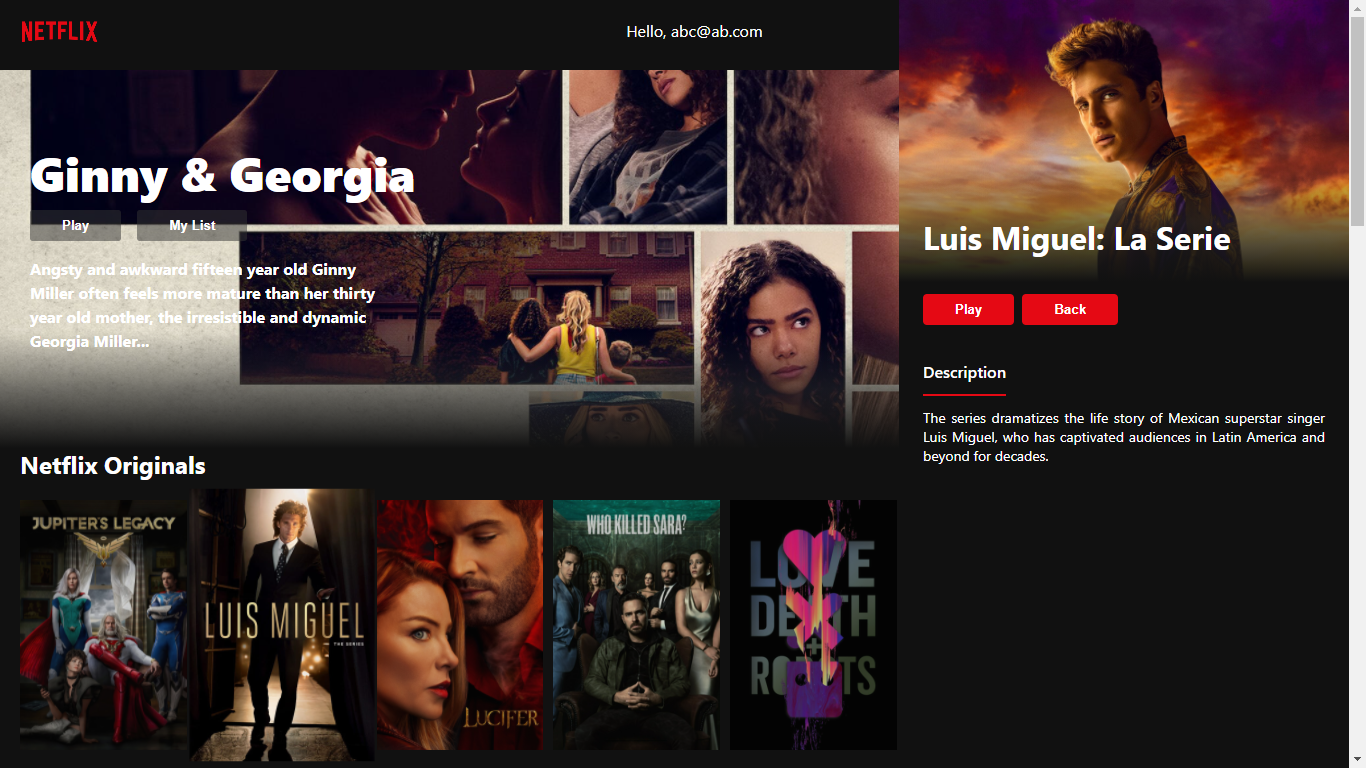 NETFLIX
Hello, abc@ab.com
Ginny & Georgia
Play
My List
Angsty and awkward fifteen year old Ginny
Miller often feels more mature than her thirty
year old mother, the irresistible and dynamic
Georgia Miller...
Netflix Originals
JUPITER'S LEGACY
LUIS MIGUEL
THE SERIES
LUCIFER
WHO KILLED SARA?
LOVE
DEATH
+
ROBOTS
Luis Miguel: La Serie
Play
Back
Description
The series dramatizes the life story of Mexican superstar singer
Luis Miguel, who has captivated audiences in Latin America and
beyond for decades.